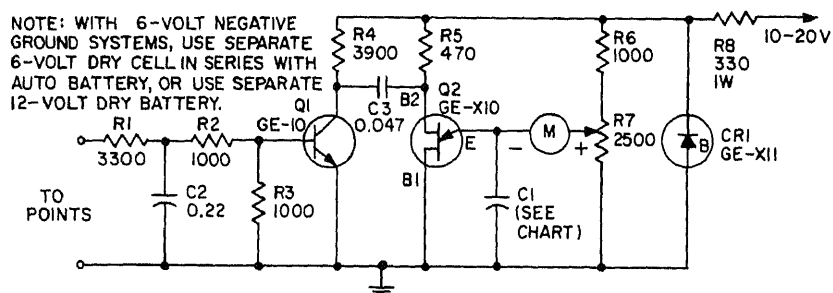 NOTE: WITH 6-VOLT NEGATIVE
GROUND SYSTEMS, USE SEPARATE
6-VOLT DRY CELL IN SERIES WITH
AUTO BATTERY, OR USE SEPARATE
12-VOLT DRY BATTERY.
R4
3900
R5
470
R6
1000
R8
330
1W
10-20V
C3
0.047
B2
Q2
GE-X10
Q1
GE-10
R1
3300
R2
1000
E
B1
M
-
+
R7
2500
B
CR1
GE-X11
TO
POINTS
C2
0.22
R3
1000
C1
(SEE
CHART)